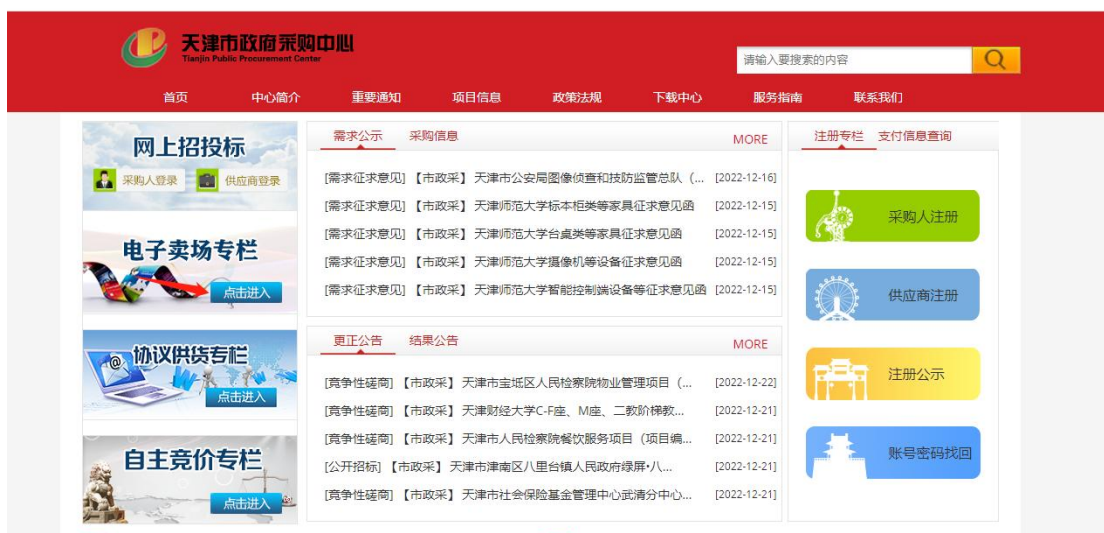 天津市政府采购中心
Tianjin Public Procurement Center
请输入要搜索的内容
首页 中心简介 重要通知 项目信息 政策法规 下载中心 服务指南 联系我们
网上招投标
采购人登录 供应商登录
电子卖场专栏
点击进入
协议供货专栏
点击进入
自主竞价专栏
点击进入
需求公示 采购信息 MORE
[需求征求意见] 【市政采】天津市公安局图像侦查和技防监管总队（... [2022-12-16]
[需求征求意见] 【市政采】天津师范大学标本柜类等家具征求意见函 [2022-12-15]
[需求征求意见] 【市政采】天津师范大学台桌类等家具征求意见函 [2022-12-15]
[需求征求意见] 【市政采】天津师范大学摄像机等设备征求意见函 [2022-12-15]
[需求征求意见] 【市政采】天津师范大学智能控制端设备等征求意见函 [2022-12-15]
更正公告 结果公告 MORE
[竞争性磋商] 【市政采】天津市宝坻区人民检察院物业管理项目（... [2022-12-22]
[竞争性磋商] 【市政采】天津财经大学C-F座、M座、二教阶梯教... [2022-12-21]
[竞争性磋商] 【市政采】天津市人民检察院餐饮服务项目（项目编... [2022-12-21]
[公开招标] 【市政采】天津市津南区八里台镇人民政府绿屏•八... [2022-12-21]
[竞争性磋商] 【市政采】天津市社会保险基金管理中心武清分中心... [2022-12-21]
注册专栏 支付信息查询
采购人注册
供应商注册
注册公示
账号密码找回